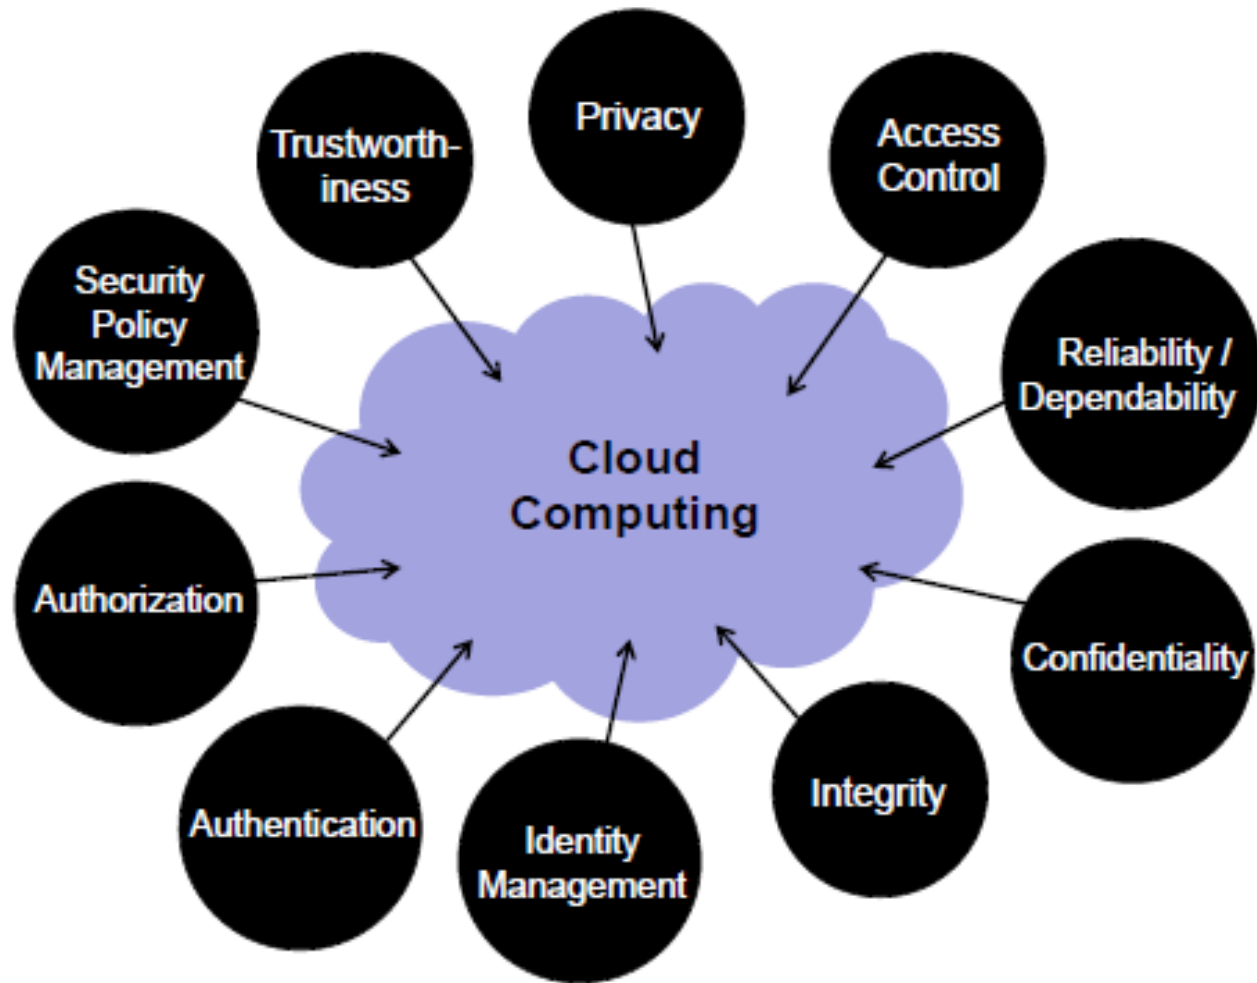 Privacy
Trustworth-
iness
Access
Control
Security
Policy
Management
Reliability /
Dependability
Cloud
Computing
Authorization
Confidentiality
Authentication
Identity
Management
Integrity